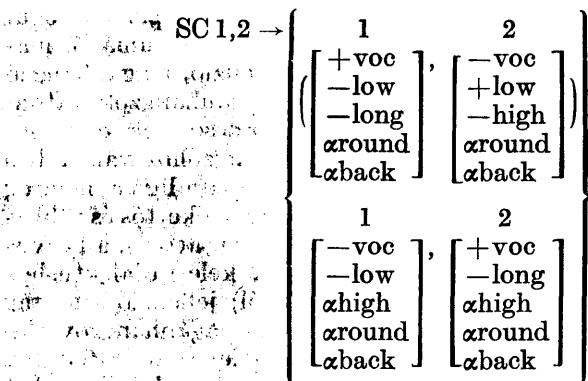 SC 1,2 →
1 2
+voc , −voc
−low +low
−long −high
αround αround
αback αback
1 2
−voc , +voc
−low −long
αhigh αhigh
αround αround
αback αback